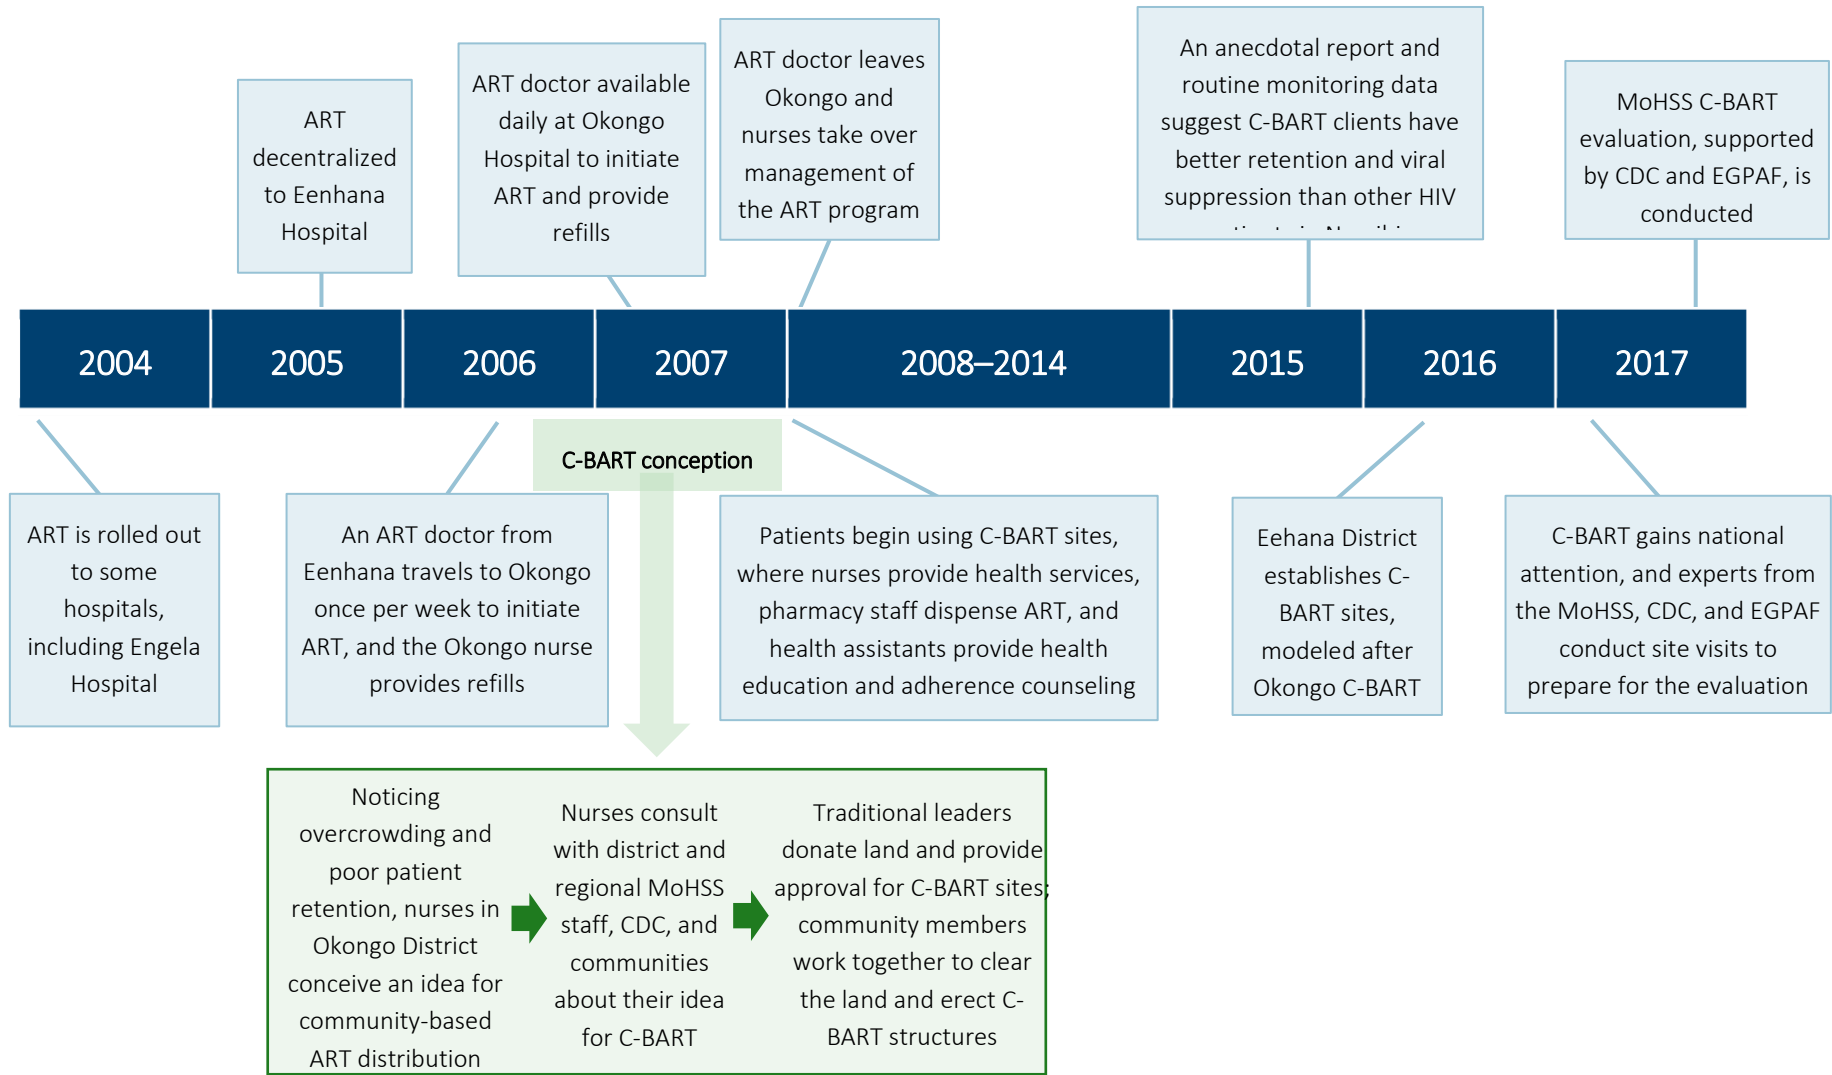 ART
decentralized
to Eenhana
Hospital
ART doctor available
daily at Okongo
Hospital to initiate
ART and provide
refills
ART doctor leaves
Okongo and
nurses take over
management of
the ART program
An anecdotal report and
routine monitoring data
suggest C-BART clients have
better retention and viral
suppression than other HIV
MoHSS C-BART
evaluation, supported
by CDC and EGPAF, is
conducted
2004
2005
2006
2007
2008–2014
2015
2016
2017
C-BART conception
ART is rolled out
to some
hospitals,
including Engela
Hospital
An ART doctor from
Eenhana travels to Okongo
once per week to initiate
ART, and the Okongo nurse
provides refills
Patients begin using C-BART sites,
where nurses provide health services,
pharmacy staff dispense ART, and
health assistants provide health
education and adherence counseling
Eehana District
establishes C-
BART sites,
modeled after
Okongo C-BART
C-BART gains national
attention, and experts from
the MoHSS, CDC, and EGPAF
conduct site visits to
prepare for the evaluation
Noticing
overcrowding and
poor patient
retention, nurses in
Okongo District
conceive an idea for
community-based
ART distribution
Nurses consult
with district and
regional MoHSS
staff, CDC, and
communities
about their idea
for C-BART
Traditional leaders
donate land and provide
approval for C-BART sites;
community members
work together to clear
the land and erect C-
BART structures